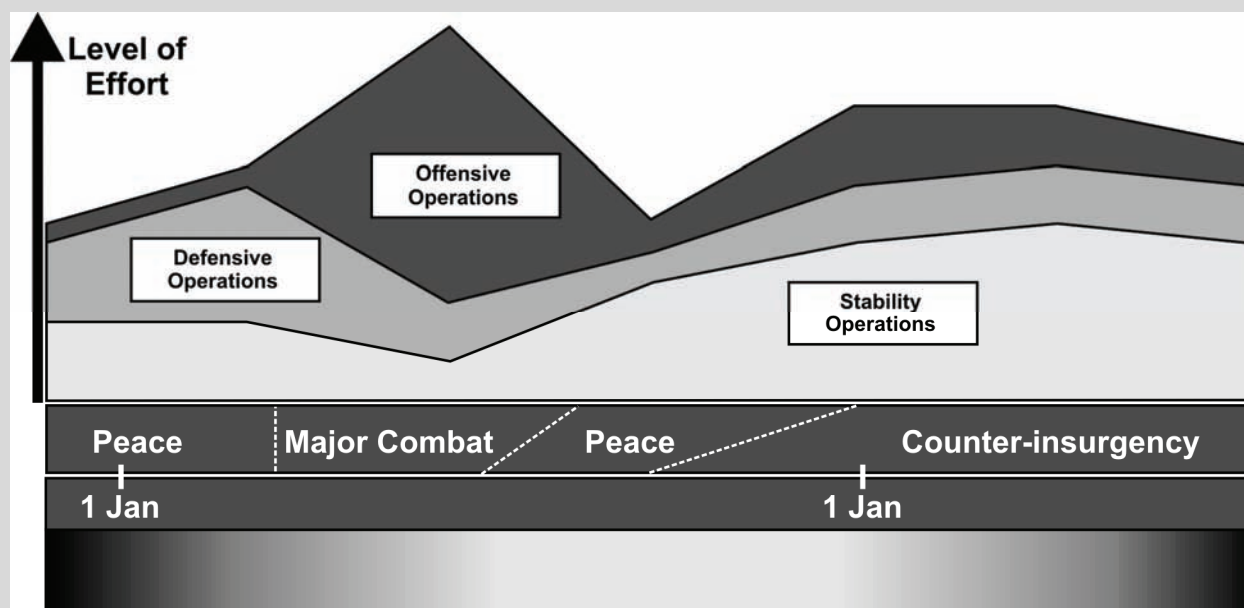 Level of
Effort
Offensive
Operations
Defensive
Operations
Stability
Operations
Peace
Major Combat
Peace
Counter-insurgency
1 Jan
1 Jan